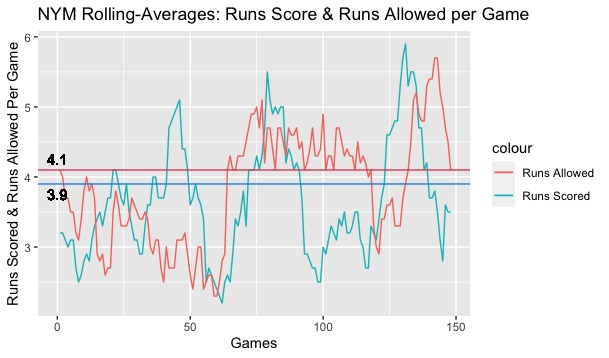 NYM Rolling-Averages: Runs Score & Runs Allowed per Game
Runs Scored & Runs Allowed Per Game
6
5
4
3
4.1
3.9
0
50
100
150
Games
colour
Runs Allowed
Runs Scored